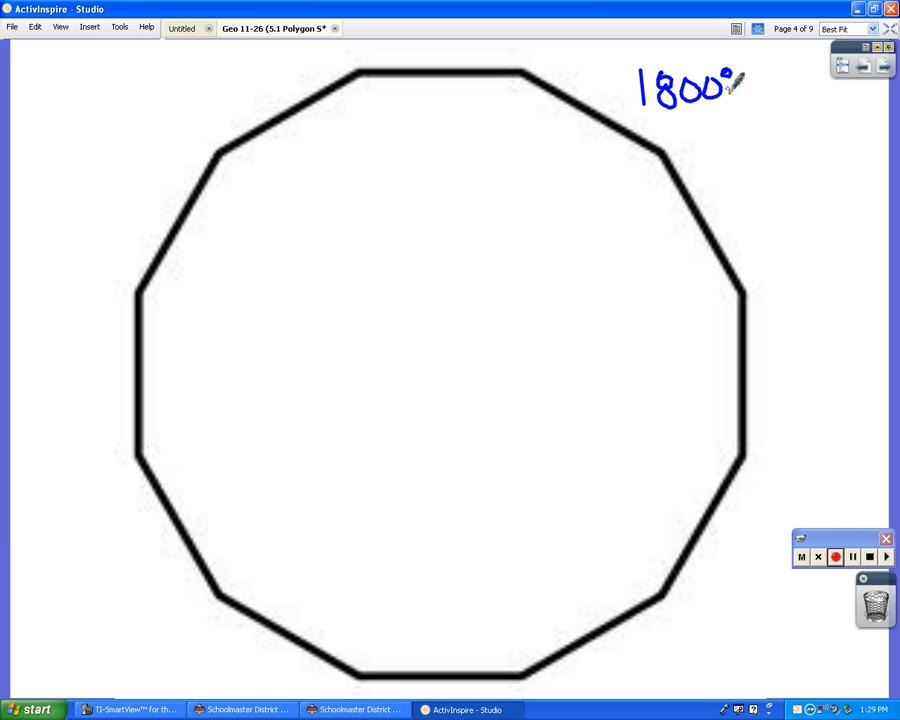 ActivInspire - Studio
File Edit View Insert Tools Help
Untitled
Geo 11-26 (5.1 Polygon S*
Page 4 of 9
Best Fit
1800°
M
start
TI-SmartView™ for th...
Schoolmaster District ...
Schoolmaster District ...
ActivInspire - Studio
1:29 PM